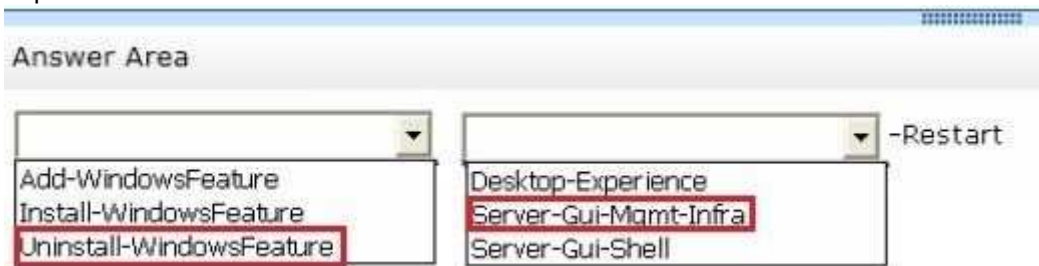 Answer Area
-Restart
Add-WindowsFeature
Install-WindowsFeature
Uninstall-WindowsFeature
Desktop-Experience
Server-Gui-Mgmt-Infra
Server-Gui-Shell